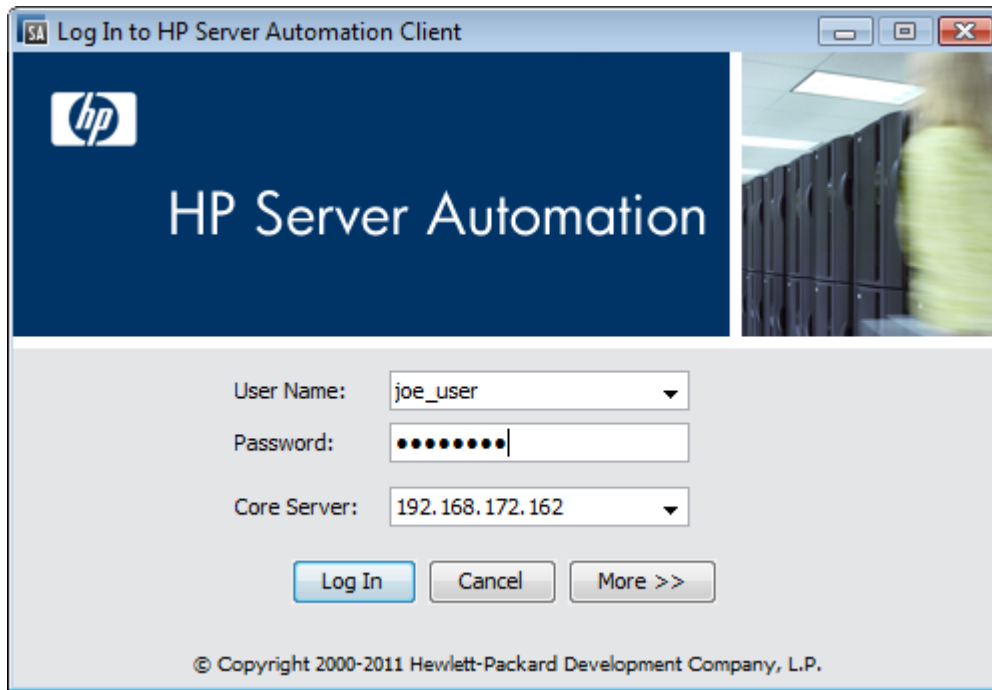 SA Log In to HP Server Automation Client
hp
HP Server Automation
User Name: joe_user
Password: ●●●●●●●●
Core Server: 192.168.172.162
Log In Cancel More >>
© Copyright 2000-2011 Hewlett-Packard Development Company, L.P.